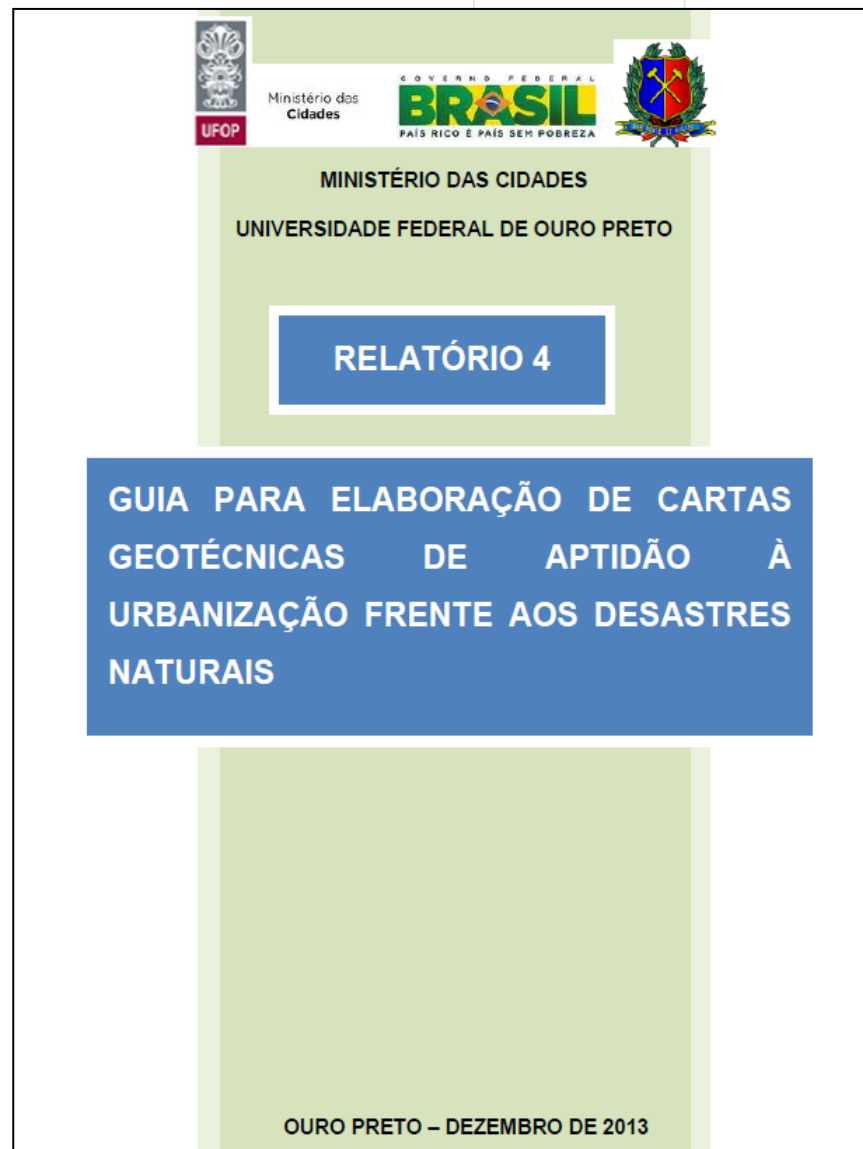 UFOP
Ministério das
Cidades
GOVERNO FEDERAL
BRASIL
PAÍS RICO É PAÍS SEM POBREZA
MINISTÉRIO DAS CIDADES
UNIVERSIDADE FEDERAL DE OURO PRETO
RELATÓRIO 4
GUIA PARA ELABORAÇÃO DE CARTAS
GEOTÉCNICAS DE APTIDÃO À
URBANIZAÇÃO FRENTE AOS DESASTRES
NATURAIS
OURO PRETO – DEZEMBRO DE 2013